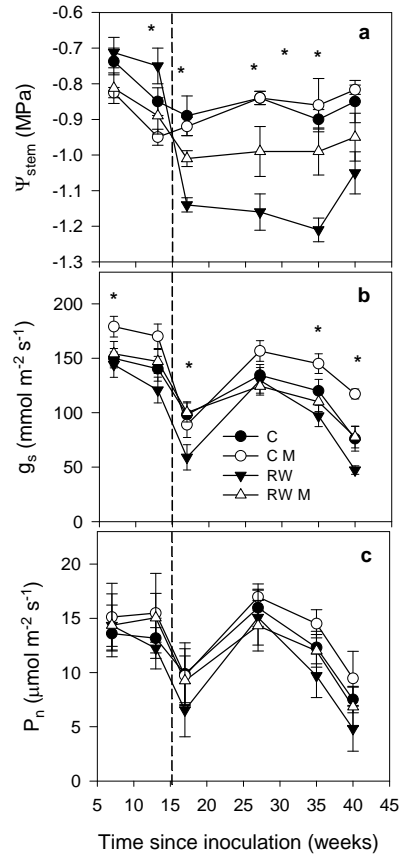 -0.6
-0.7
-0.8
-0.9
-1.0
-1.1
-1.2
-1.3
Ψstem (MPa)
* * * * *
a
200
150
100
50
0
gs (mmol m-2 s-1)
* * * *
b
C
C M
RW
RW M
20
15
10
5
0
Pn (μmol m-2 s-1)
c
5 10 15 20 25 30 35 40 45
Time since inoculation (weeks)